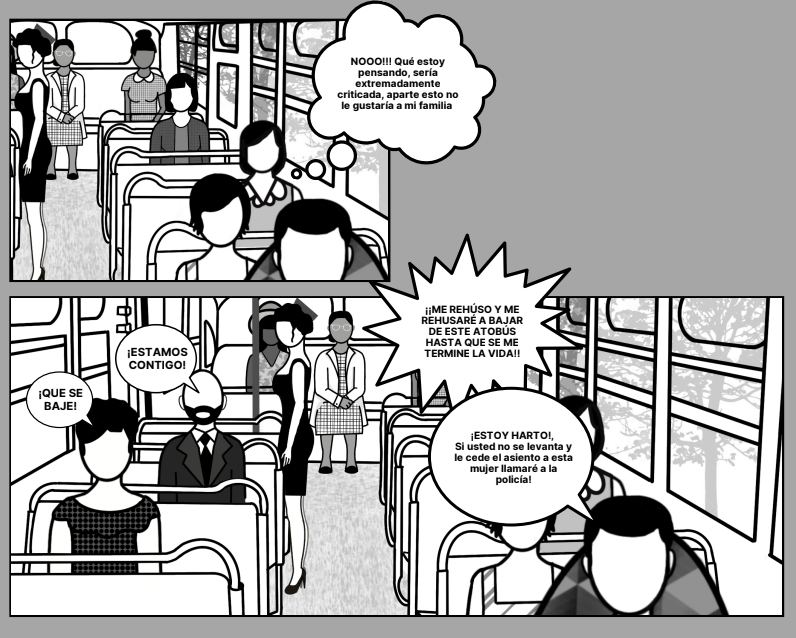 NOOO!!! Qué estoy
pensando, sería
extremadamente
criticada, aparte esto no
le gustaría a mi familia
¡ESTAMOS
CONTIGO!
¡QUE SE
BAJE!
¡¡ME REHÚSO Y ME
REHUSARÉ A BAJAR
DE ESTE ATOBÚS
HASTA QUE SE ME
TERMINE LA VIDA!!
¡ESTOY HARTO!,
Si usted no se levanta y
le cede el asiento a esta
mujer llamaré a la
policía!